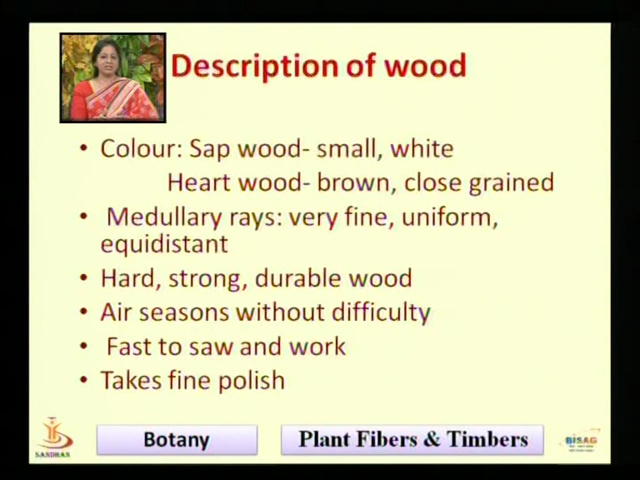 Description of wood
• Colour: Sap wood- small, white
Heart wood- brown, close grained
• Medullary rays: very fine, uniform,
equidistant
• Hard, strong, durable wood
• Air seasons without difficulty
• Fast to saw and work
• Takes fine polish
SANDHAN
Botany
Plant Fibers & Timbers
BISAG